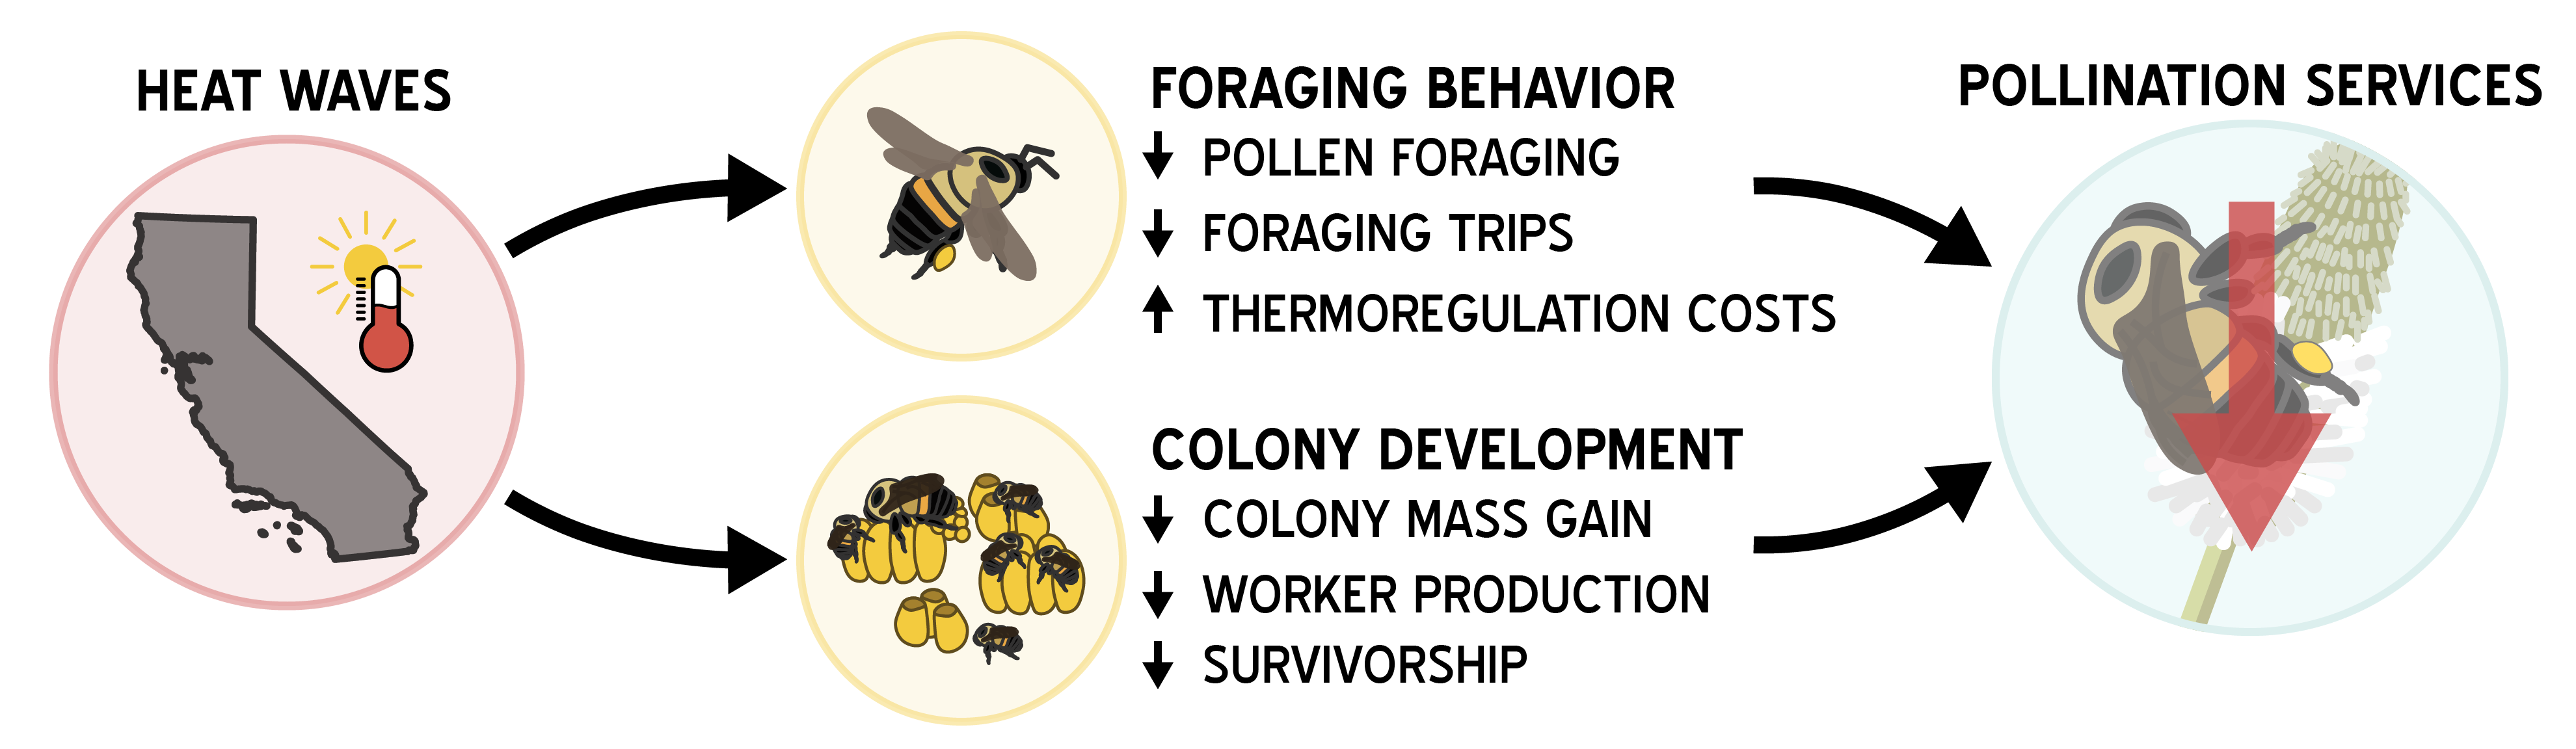 HEAT WAVES
FORAGING BEHAVIOR
POLLEN FORAGING
FORAGING TRIPS
THERMOREGULATION COSTS
COLONY DEVELOPMENT
COLONY MASS GAIN
WORKER PRODUCTION
SURVIVORSHIP
POLLINATION SERVICES